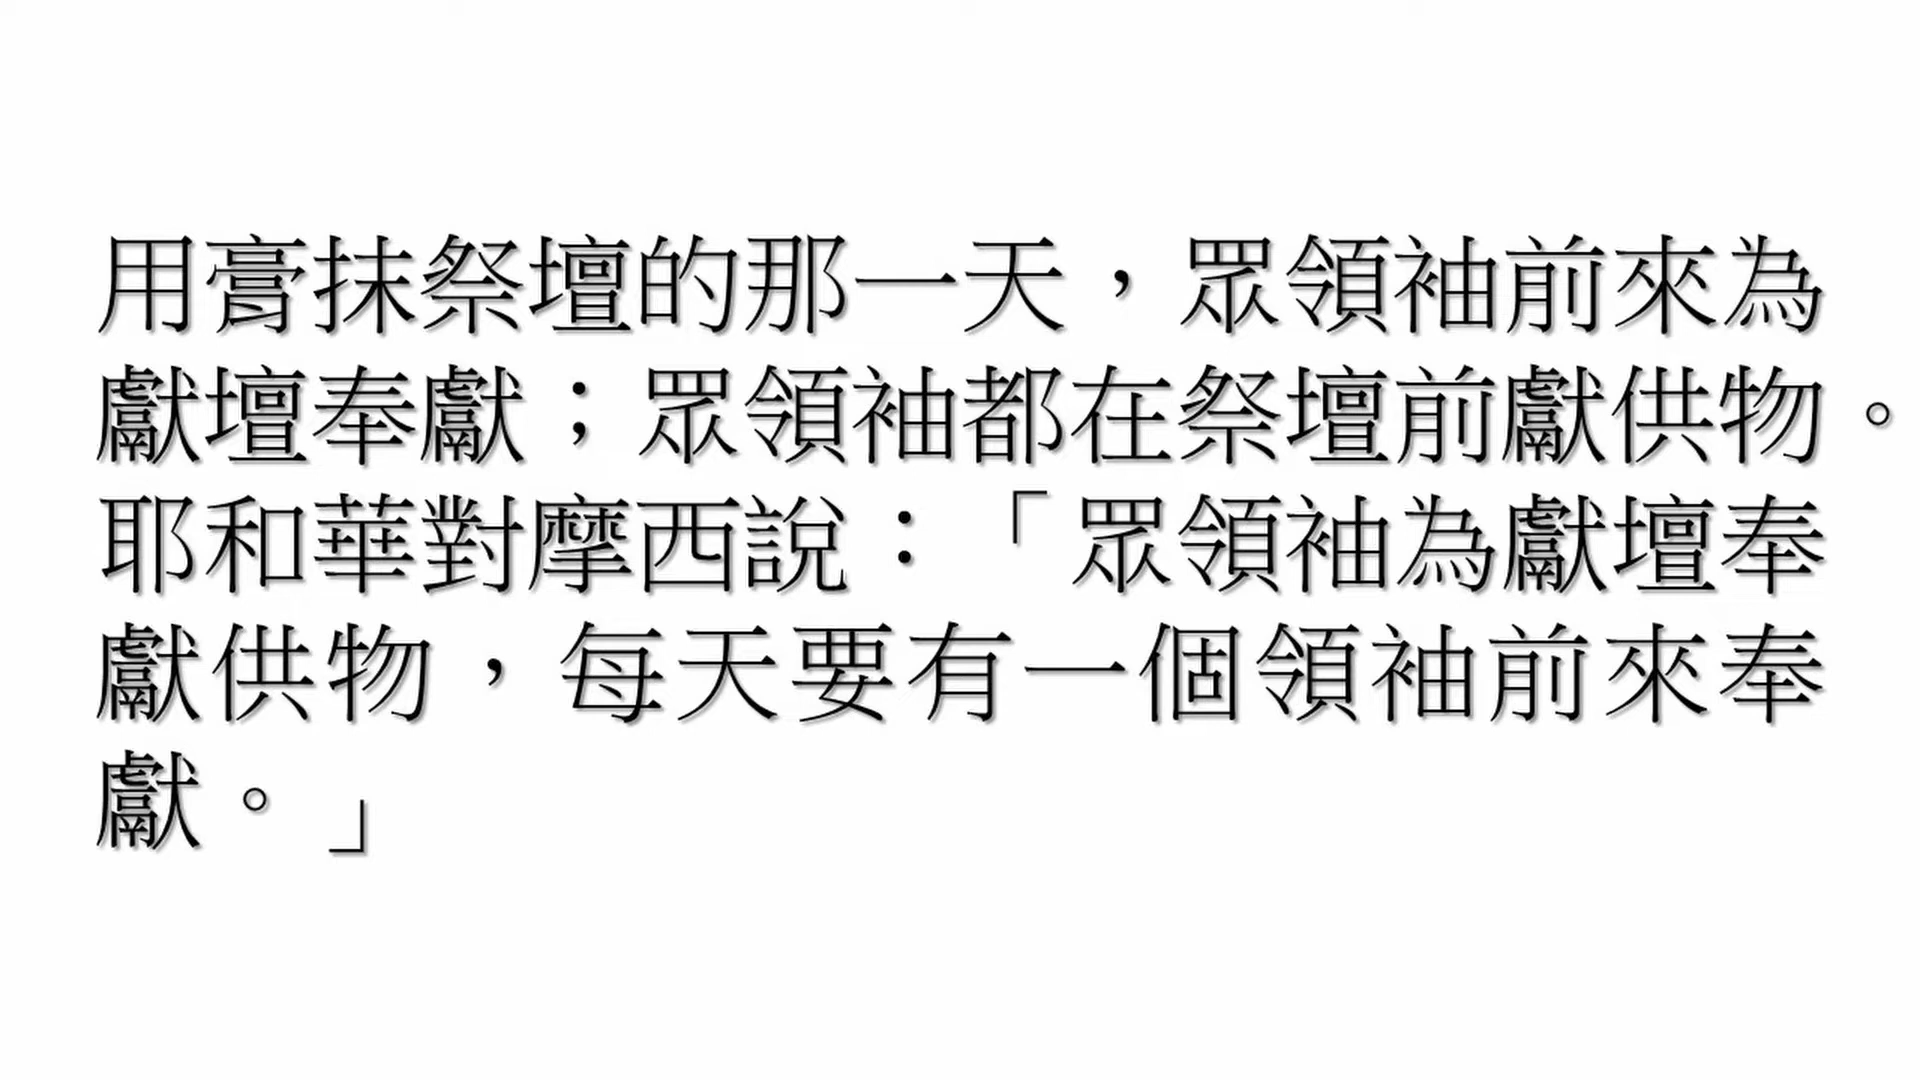 用膏抹祭壇的那一天，眾領袖前來為
獻壇奉獻；眾領袖都在祭壇前獻供物。
耶和華對摩西說：「眾領袖為獻壇奉
獻供物，每天要有一個領袖前來奉
獻。」